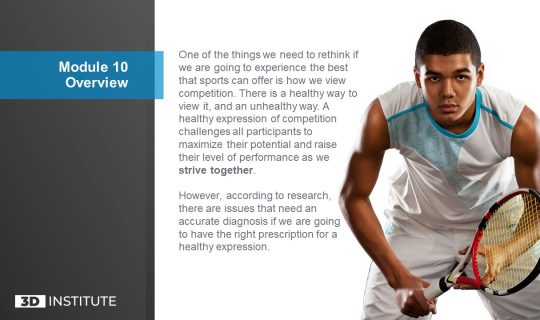 Module 10
Overview
One of the things we need to rethink if
we are going to experience the best
that sports can offer is how we view
competition. There is a healthy way to
view it, and an unhealthy way. A
healthy expression of competition
challenges all participants to
maximize their potential and raise
their level of performance as we
strive together.
However, according to research,
there are issues that need an
accurate diagnosis if we are going
to have the right prescription for a
healthy expression.
3D INSTITUTE